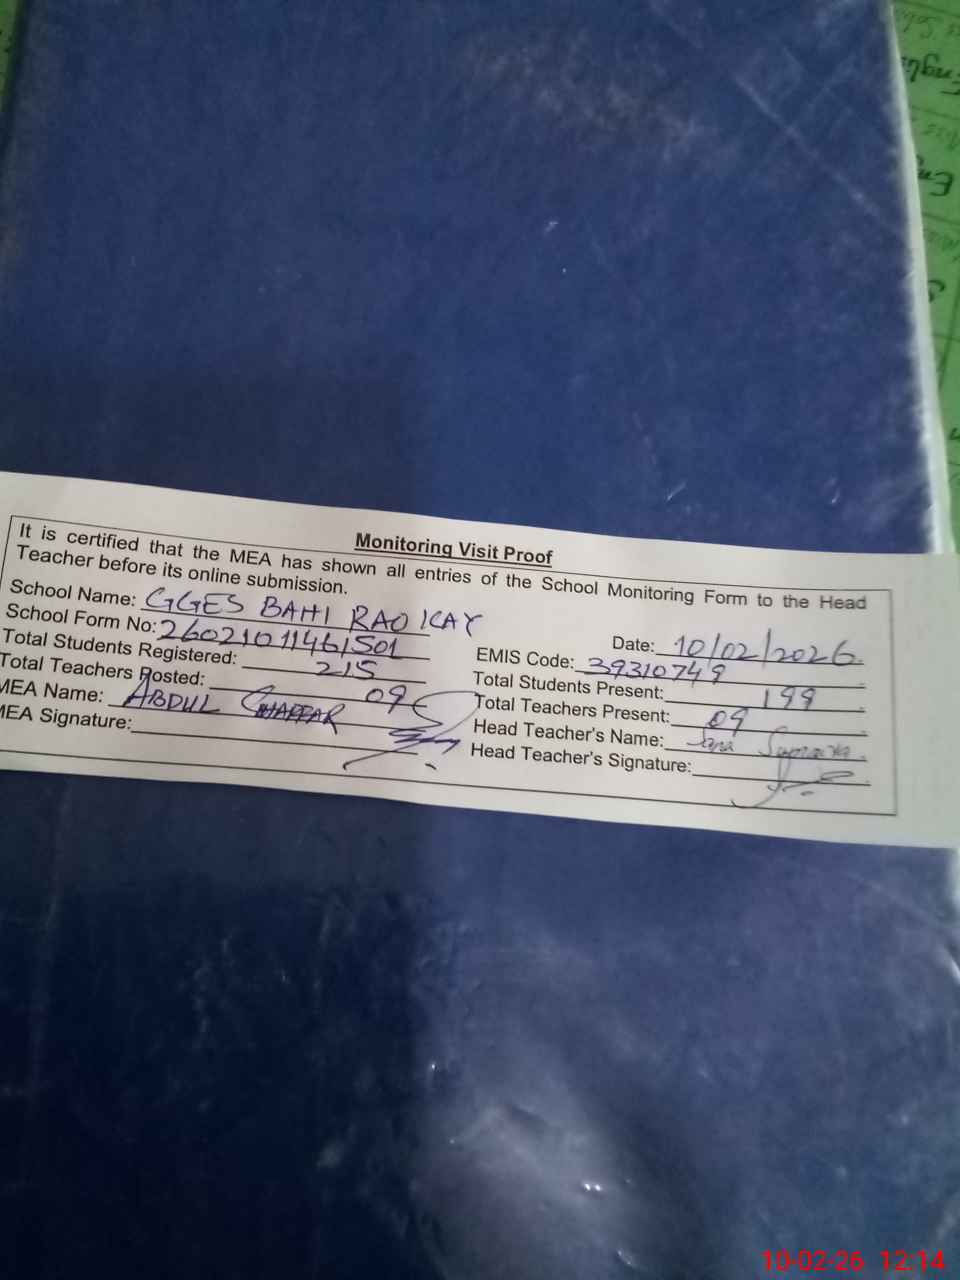 Monitoring Visit Proof
It is certified that the MEA has shown all entries of the School Monitoring Form to the Head
Teacher before its online submission.
School Name: GGES BAHI RAO KAY
Date: 10/02/2026
School Form No: 26021011461501
EMIS Code: 39310749
Total Students Registered: 215
Total Students Present: 199
Total Teachers Posted: 09
Total Teachers Present: 09
MEA Name: ABDUL GHAFFAR
Head Teacher's Name:
MEA Signature:
Head Teacher's Signature:
10-02-26 12:14